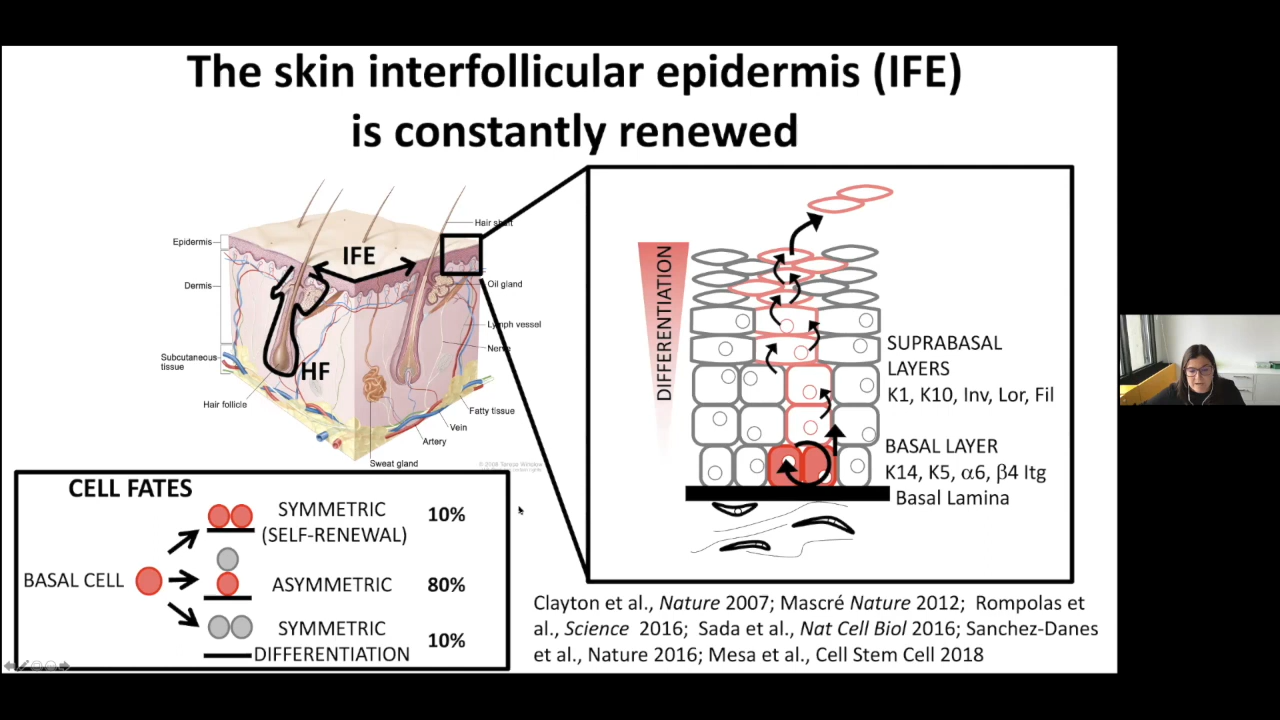 The skin interfollicular epidermis (IFE)
is constantly renewed
Hair shaft
Epidermis
IFE
Dermis
Oil gland
Lymph vessel
Nerve
Subcutaneous
tissue
HF
Hair follicle
Fatty tissue
Vein
Artery
Sweat gland
DIFFERENTIATION
SUPRABASAL
LAYERS
K1, K10, Inv, Lor, Fil
BASAL LAYER
K14, K5, α6, β4 Itg
Basal Lamina
CELL FATES
SYMMETRIC
(SELF-RENEWAL)
10%
BASAL CELL
ASYMMETRIC
80%
SYMMETRIC
DIFFERENTIATION
10%
Clayton et al., Nature 2007; Mascré Nature 2012; Rompolas et
al., Science 2016; Sada et al., Nat Cell Biol 2016; Sanchez-Danes
et al., Nature 2016; Mesa et al., Cell Stem Cell 2018